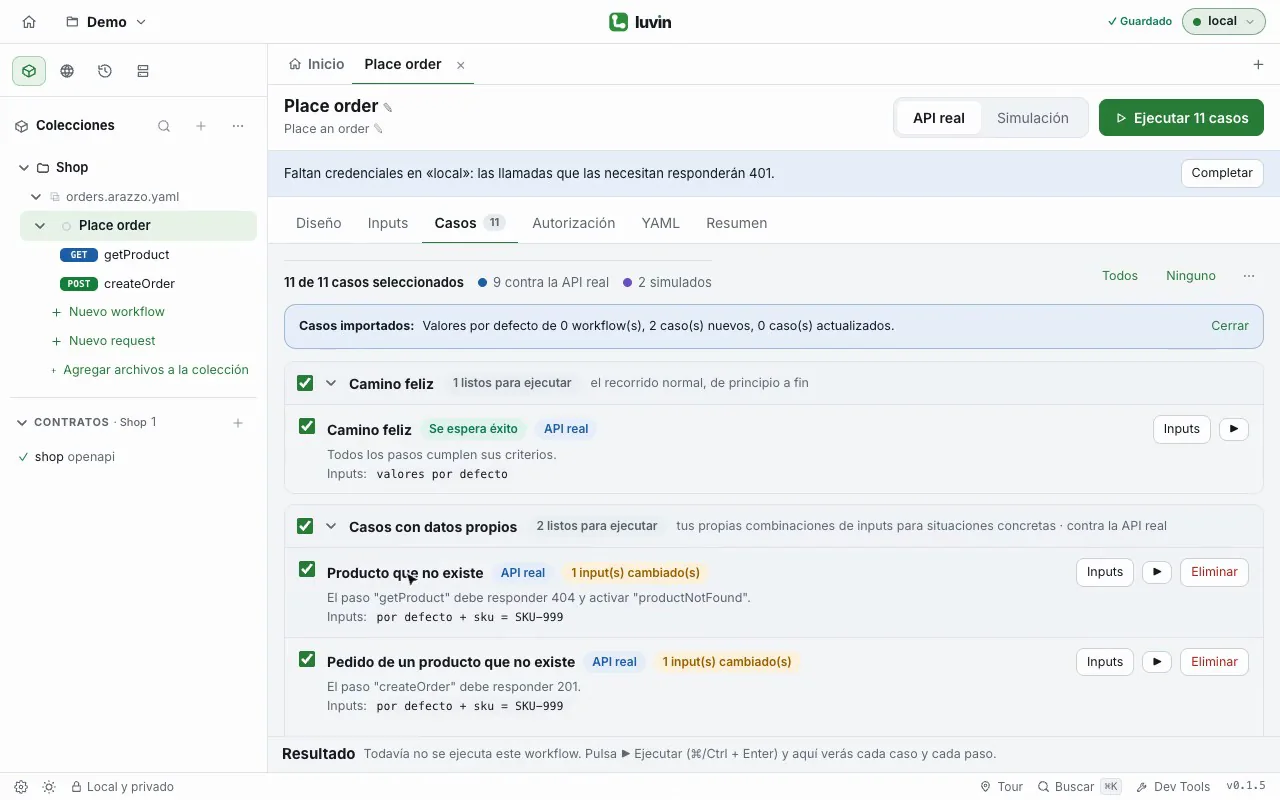 Demo
luvin
Guardado
local
Inicio
Place order
Colecciones
Shop
orders.arazzo.yaml
Place order
GET getProduct
POST createOrder
+ Nuevo workflow
+ Nuevo request
+ Agregar archivos a la colección
CONTRATOS · Shop 1
shop openapi
Place order
Place an order
API real
Simulación
Ejecutar 11 casos
Faltan credenciales en «local»: las llamadas que las necesitan responderán 401.
Completar
Diseño
Inputs
Casos 11
Autorización
YAML
Resumen
11 de 11 casos seleccionados
9 contra la API real
2 simulados
Todos
Ninguno
Casos importados: Valores por defecto de 0 workflow(s), 2 caso(s) nuevos, 0 caso(s) actualizados.
Cerrar
Camino feliz 1 listos para ejecutar el recorrido normal, de principio a fin
Camino feliz Se espera éxito API real
Inputs
Todos los pasos cumplen sus criterios.
Inputs: valores por defecto
Casos con datos propios 2 listos para ejecutar tus propias combinaciones de inputs para situaciones concretas · contra la API real
Producto que no existe API real 1 input(s) cambiado(s)
Inputs
Eliminar
El paso "getProduct" debe responder 404 y activar "productNotFound".
Inputs: por defecto + sku = SKU-999
Pedido de un producto que no existe API real 1 input(s) cambiado(s)
Inputs
Eliminar
El paso "createOrder" debe responder 201.
Inputs: por defecto + sku = SKU-999
Resultado Todavía no se ejecuta este workflow. Pulsa ▶ Ejecutar (⌘/Ctrl + Enter) y aquí verás cada caso y cada paso.
Local y privado
Tour
Buscar ⌘K
Dev Tools
v0.1.5